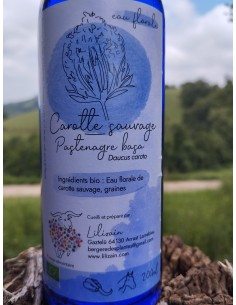 eau florale
Carotte sauvage
Pastenagre basa
Daucus carota
Ingrédients bio : Eau florale de
carotte sauvage, graines
Cueilli et préparé par
Lilisain
64130
www.lilisain.com
200ml